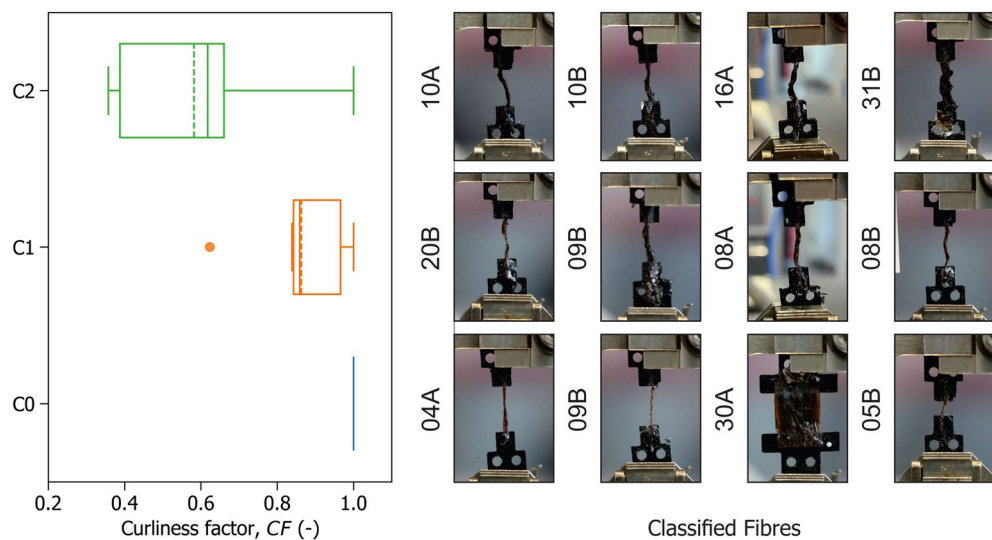 C2
C1
C0
0.2 0.4 0.6 0.8 1.0
Curliness factor, CF (-)
10A 10B 16A 31B
20B 09B 08A 08B
04A 09B 30A 05B
Classified Fibres